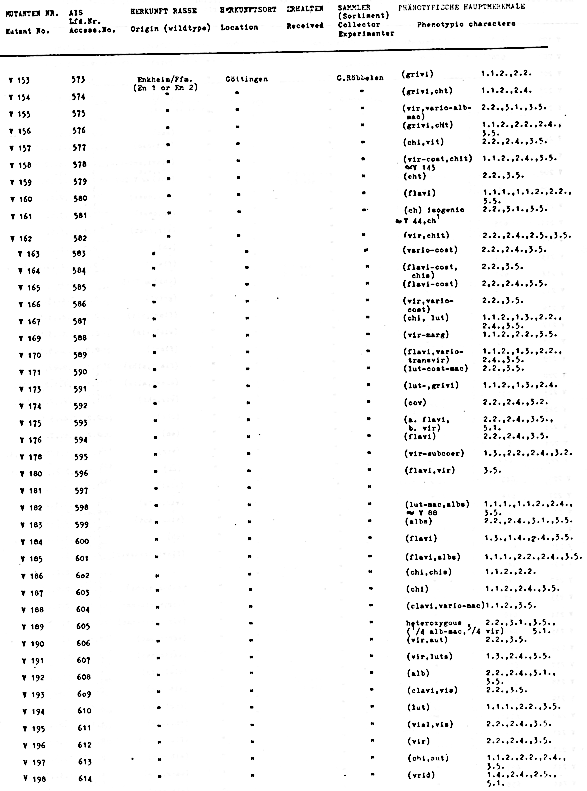 MUTANTEN NR. AIS HERKUNFT RASSE HERKUNFTSORT ERHALTEN SAMMLER PHÄNOTYPISCHE HAUPTMERKMALE
Lfd.Nr. (Sortiment)
Mutant No. Access.No. Origin (wildtype) Location Received Collector Phenotypic characters
Experimenter
V 153 573 Enkheim/Ffm. Göttingen G.Röbbelen (grivi) 1.1.2.,2.2.
(En 1 or En 2)
V 154 574 " " " (grivi,cht) 1.1.2.,2.4.
V 155 575 " " " (vir,vario-alb- 2.2.,3.1.,3.5.
mac)
V 156 576 " " " (grivi,cht) 1.1.2.,2.2.,2.4.,
3.5.
V 157 577 " " " (chi,vit) 2.2.,2.4.,3.5.
V 158 578 " " " (vir-cost,chit) 1.1.2.,2.4.,3.5.
∼V 145
V 159 579 " " " (cht) 2.2.,3.5.
V 160 580 " " " (flavi) 1.1.1.,1.1.2.,2.2.,
3.5.
V 161 581 " " " (ch) isogenic 2.2.,3.1.,3.5.
∼V 44,ch¹
V 162 582 " " " (vir,chit) 2.2.,2.4.,2.5.,3.5.
V 163 583 " " " (vario-cost) 2.2.,2.4.,3.5.
V 164 584 " " " (flavi-cost, 2.2.,3.5.
chis)
V 165 585 " " " (flavi-cost) 2,2.,2.4.,3.5.
V 166 586 " " " (vir,vario- 2.2.,3.5.
cost)
V 167 587 " " " (chi, lut) 1.1.2.,1.3.,2.2.,
2.4.,3.5.
V 169 588 " " " (vir-marg) 1.1.2.,2.2.,3.5.
V 170 589 " " " (flavi,vario- 1.1.2.,1.3.,2.2.,
transvir) 2.4.,3.5.
V 171 590 " " " (lut-cost-mac) 2.2.,3.5.
V 173 591 " " " (lut-,grivi) 1.1.2.,1.3.,2.4.
V 174 592 " " " (cov) 2.2.,2.4.,3.2.
V 175 593 " " " (a. flavi, 2.2.,2.4.,3.5.,
b. vir) 5.1.
V 176 594 " " " (flavi) 2.2.,2.4.,3.5.
V 178 595 " " " (vir-subcoer) 1.3.,2.2.,2.4.,3.2.
V 180 596 " " " (flavi,vir) 3.5.
V 181 597 " " "
V 182 598 " " " (lut-mac,albs) 1.1.1.,1.1.2.,2.4.,
∼ V 88 3.5.
V 183 599 " " " (albs) 2.2.,2.4.,3.1.,3.5.
V 184 600 " " " (flavi) 1.3.,1.4.,2.4.,3.5.
V 185 601 " " " (flavi,albs) 1.1.1.,2.2.,2.4.,3.5.
V 186 602 " " " (chi,chis) 1.1.2.,2.2.
V 187 603 " " " (chi) 1.1.2.,2.4.,3.5.
V 188 604 " " " (clavi,vario-mac)1.1.2.,3.5.
V 189 605 " " " heterozygous 2.2.,3.1.,3.5.,
(¹/4 alb-mac,³/4 vir) 5.1.
V 190 606 " " " (vir,aut) 2.2.,3.5.
V 191 607 " " " (vir,luts) 1.3.,2.4.,3.5.
V 192 608 " " " (alb) 2.2.,2.4.,3.1.,
3.5.
V 193 609 " " " (clavi,vis) 2.2.,3.5.
V 194 610 " " " (lut) 1.1.1.,2.2.,3.5.
V 195 611 " " " (vial,vis) 2.2.,2.4.,3.5.
V 196 612 " " " (vir) 2.2.,2.4.,3.5.
V 197 613 " " " (chi,aut) 1.1.2.,2.2.,2.4.,
3.5.
V 198 614 " " " (vrid) 1.4.,2.4.,2.5.,
5.1.